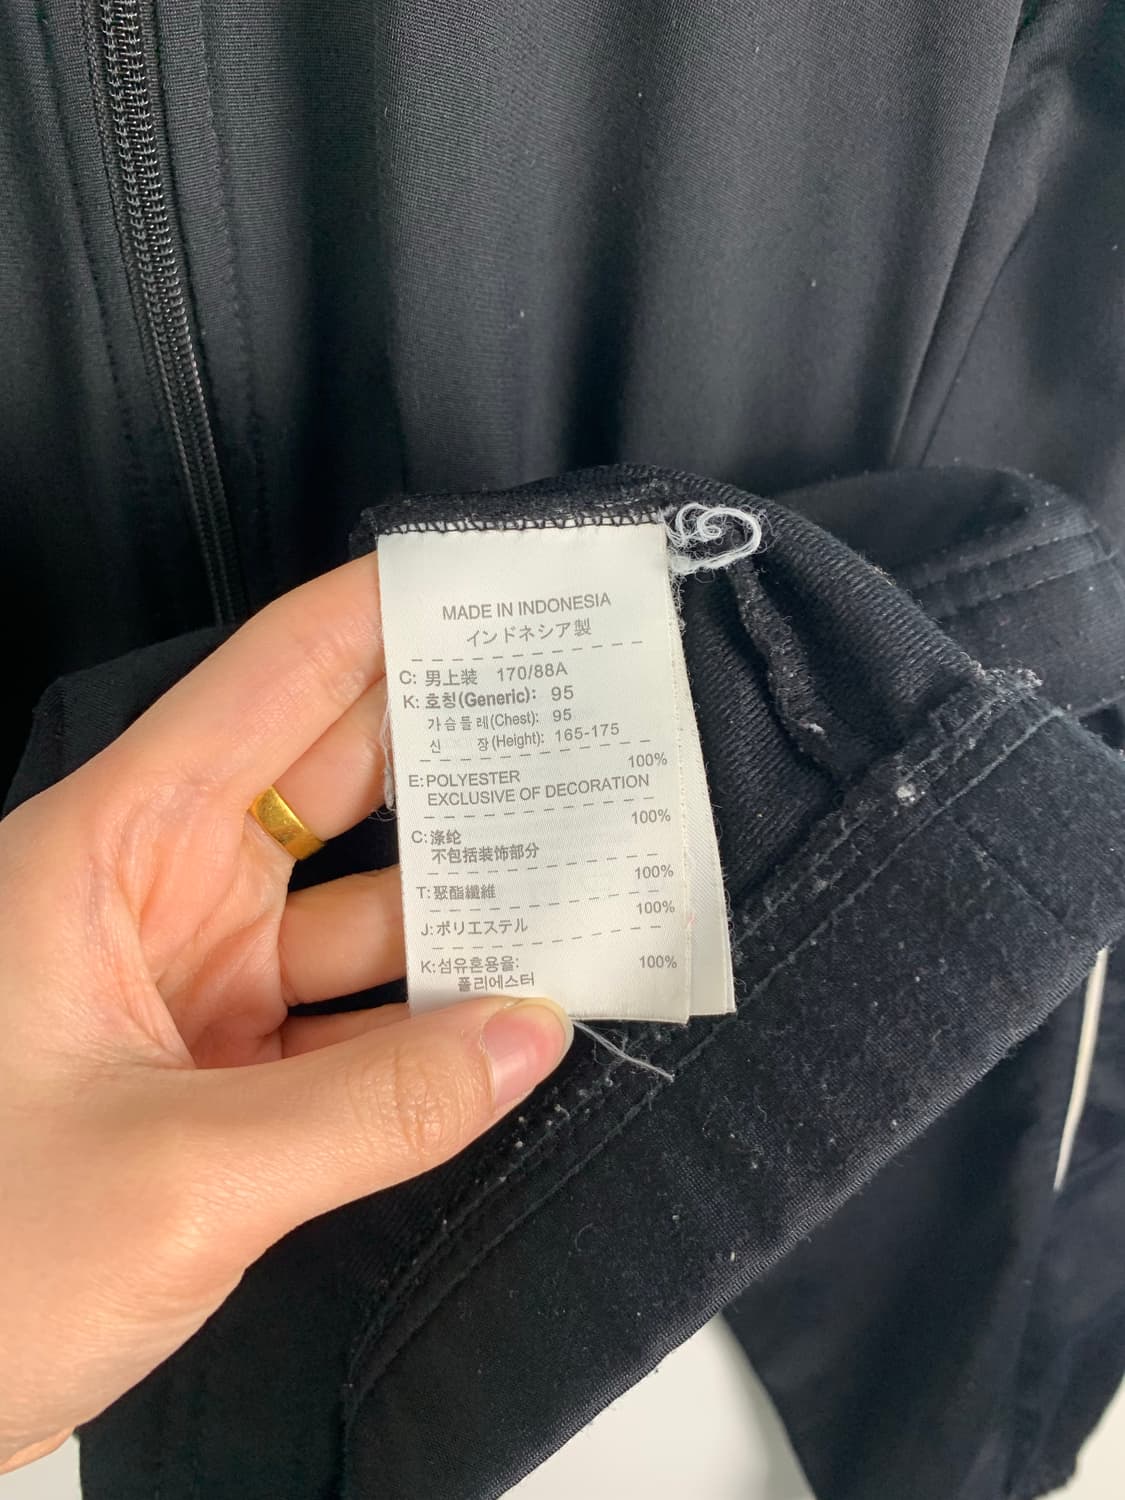 MADE IN INDONESIA
インドネシア製
C: 男上装 170/88A
K: 호칭(Generic): 95
가슴둘레(Chest): 95
신 장(Height): 165-175
100%
E: POLYESTER
EXCLUSIVE OF DECORATION
100%
C: 涤纶
不包括装饰部分
100%
T: 聚酯纖維
100%
J: ポリエステル
K: 섬유혼용율: 100%
폴리에스터